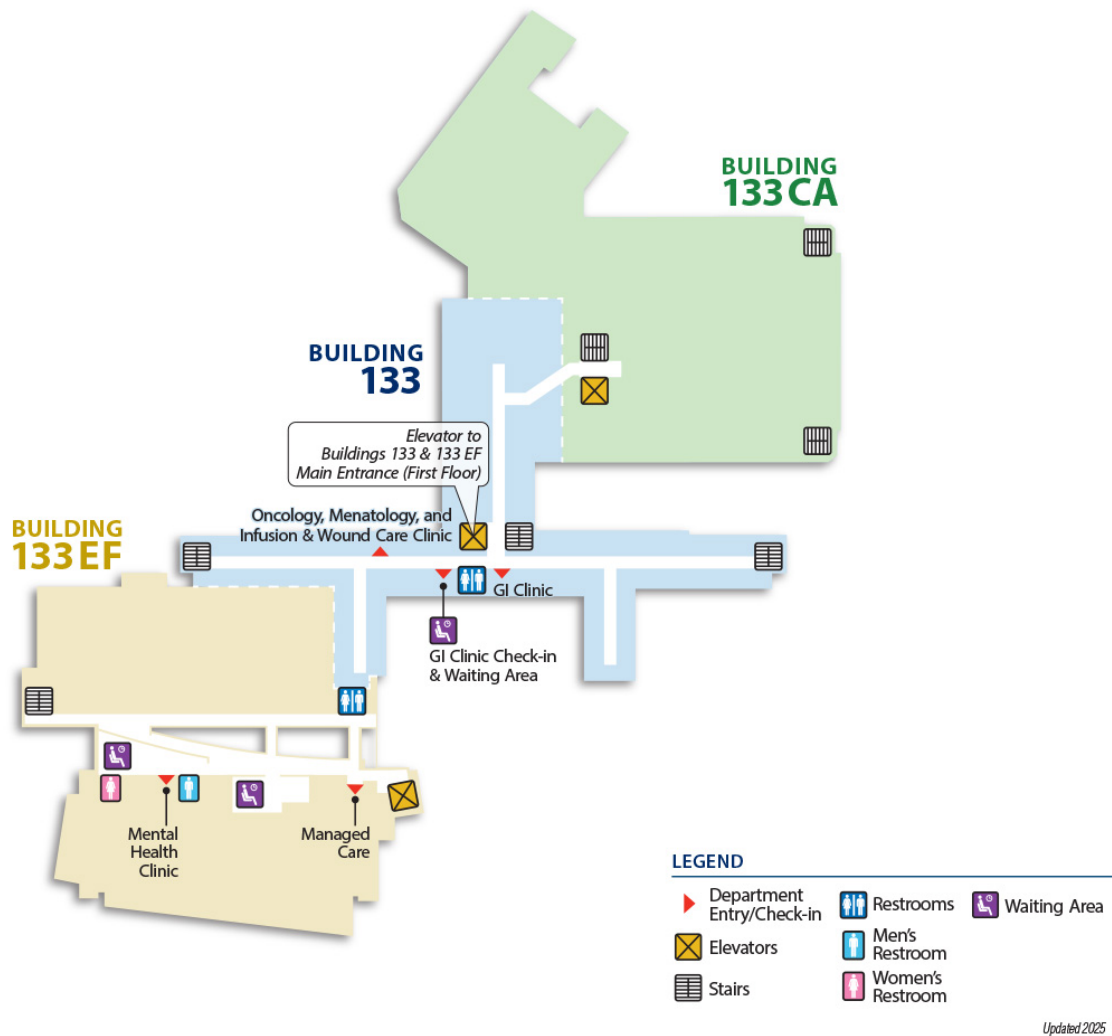 BUILDING
133 CA
BUILDING
133
Elevator to
Buildings 133 & 133 EF
Main Entrance (First Floor)
Oncology, Menatology, and
Infusion & Wound Care Clinic
BUILDING
133 EF
GI Clinic
GI Clinic Check-in
& Waiting Area
Mental
Health
Clinic
Managed
Care
LEGEND
Department
Entry/Check-in
Elevators
Stairs
Restrooms
Men's
Restroom
Women's
Restroom
Waiting Area
Updated 2025